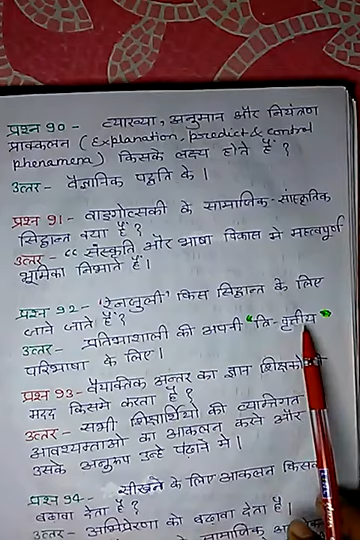 प्रश्न 90 - व्याख्या, अनुमान और नियंत्रण
प्राक्कलन (Explanation, Predict & control
phenomena) किसके लक्ष्य होते हैं ?
उत्तर - वैज्ञानिक पद्दति के ।
प्रश्न 91 - वाइगोत्सकी के सामाजिक-सांस्कृतिक
सिद्धान्त क्या है ?
उत्तर - “ संस्कृति और भाषा विकास मे महत्वपूर्ण
भूमिका निभाते हैं ।
प्रश्न 92 - 'रेनजुली' किस सिद्धान्त के लिए
जाने जाते हैं ?
उत्तर - प्रतिभाशाली की अपनी “त्रि-वृत्तीय”
परिभाषा के लिए ।
प्रश्न 93 - वैयक्तिक अन्तर का ज्ञान शिक्षको की
मदद किसमे करता है ?
उत्तर - सभी शिक्षार्थियो की व्यक्तिगत
आवश्यकताओ का आकलन करने और
उसके अनुरूप उन्हे पढाने मे ।
प्रश्न 94 - सीखने के लिए आकलन किसको
बढावा देता है ?
उत्तर - अभिप्रेरणा को बढावा देता है ।
के सामाजिक